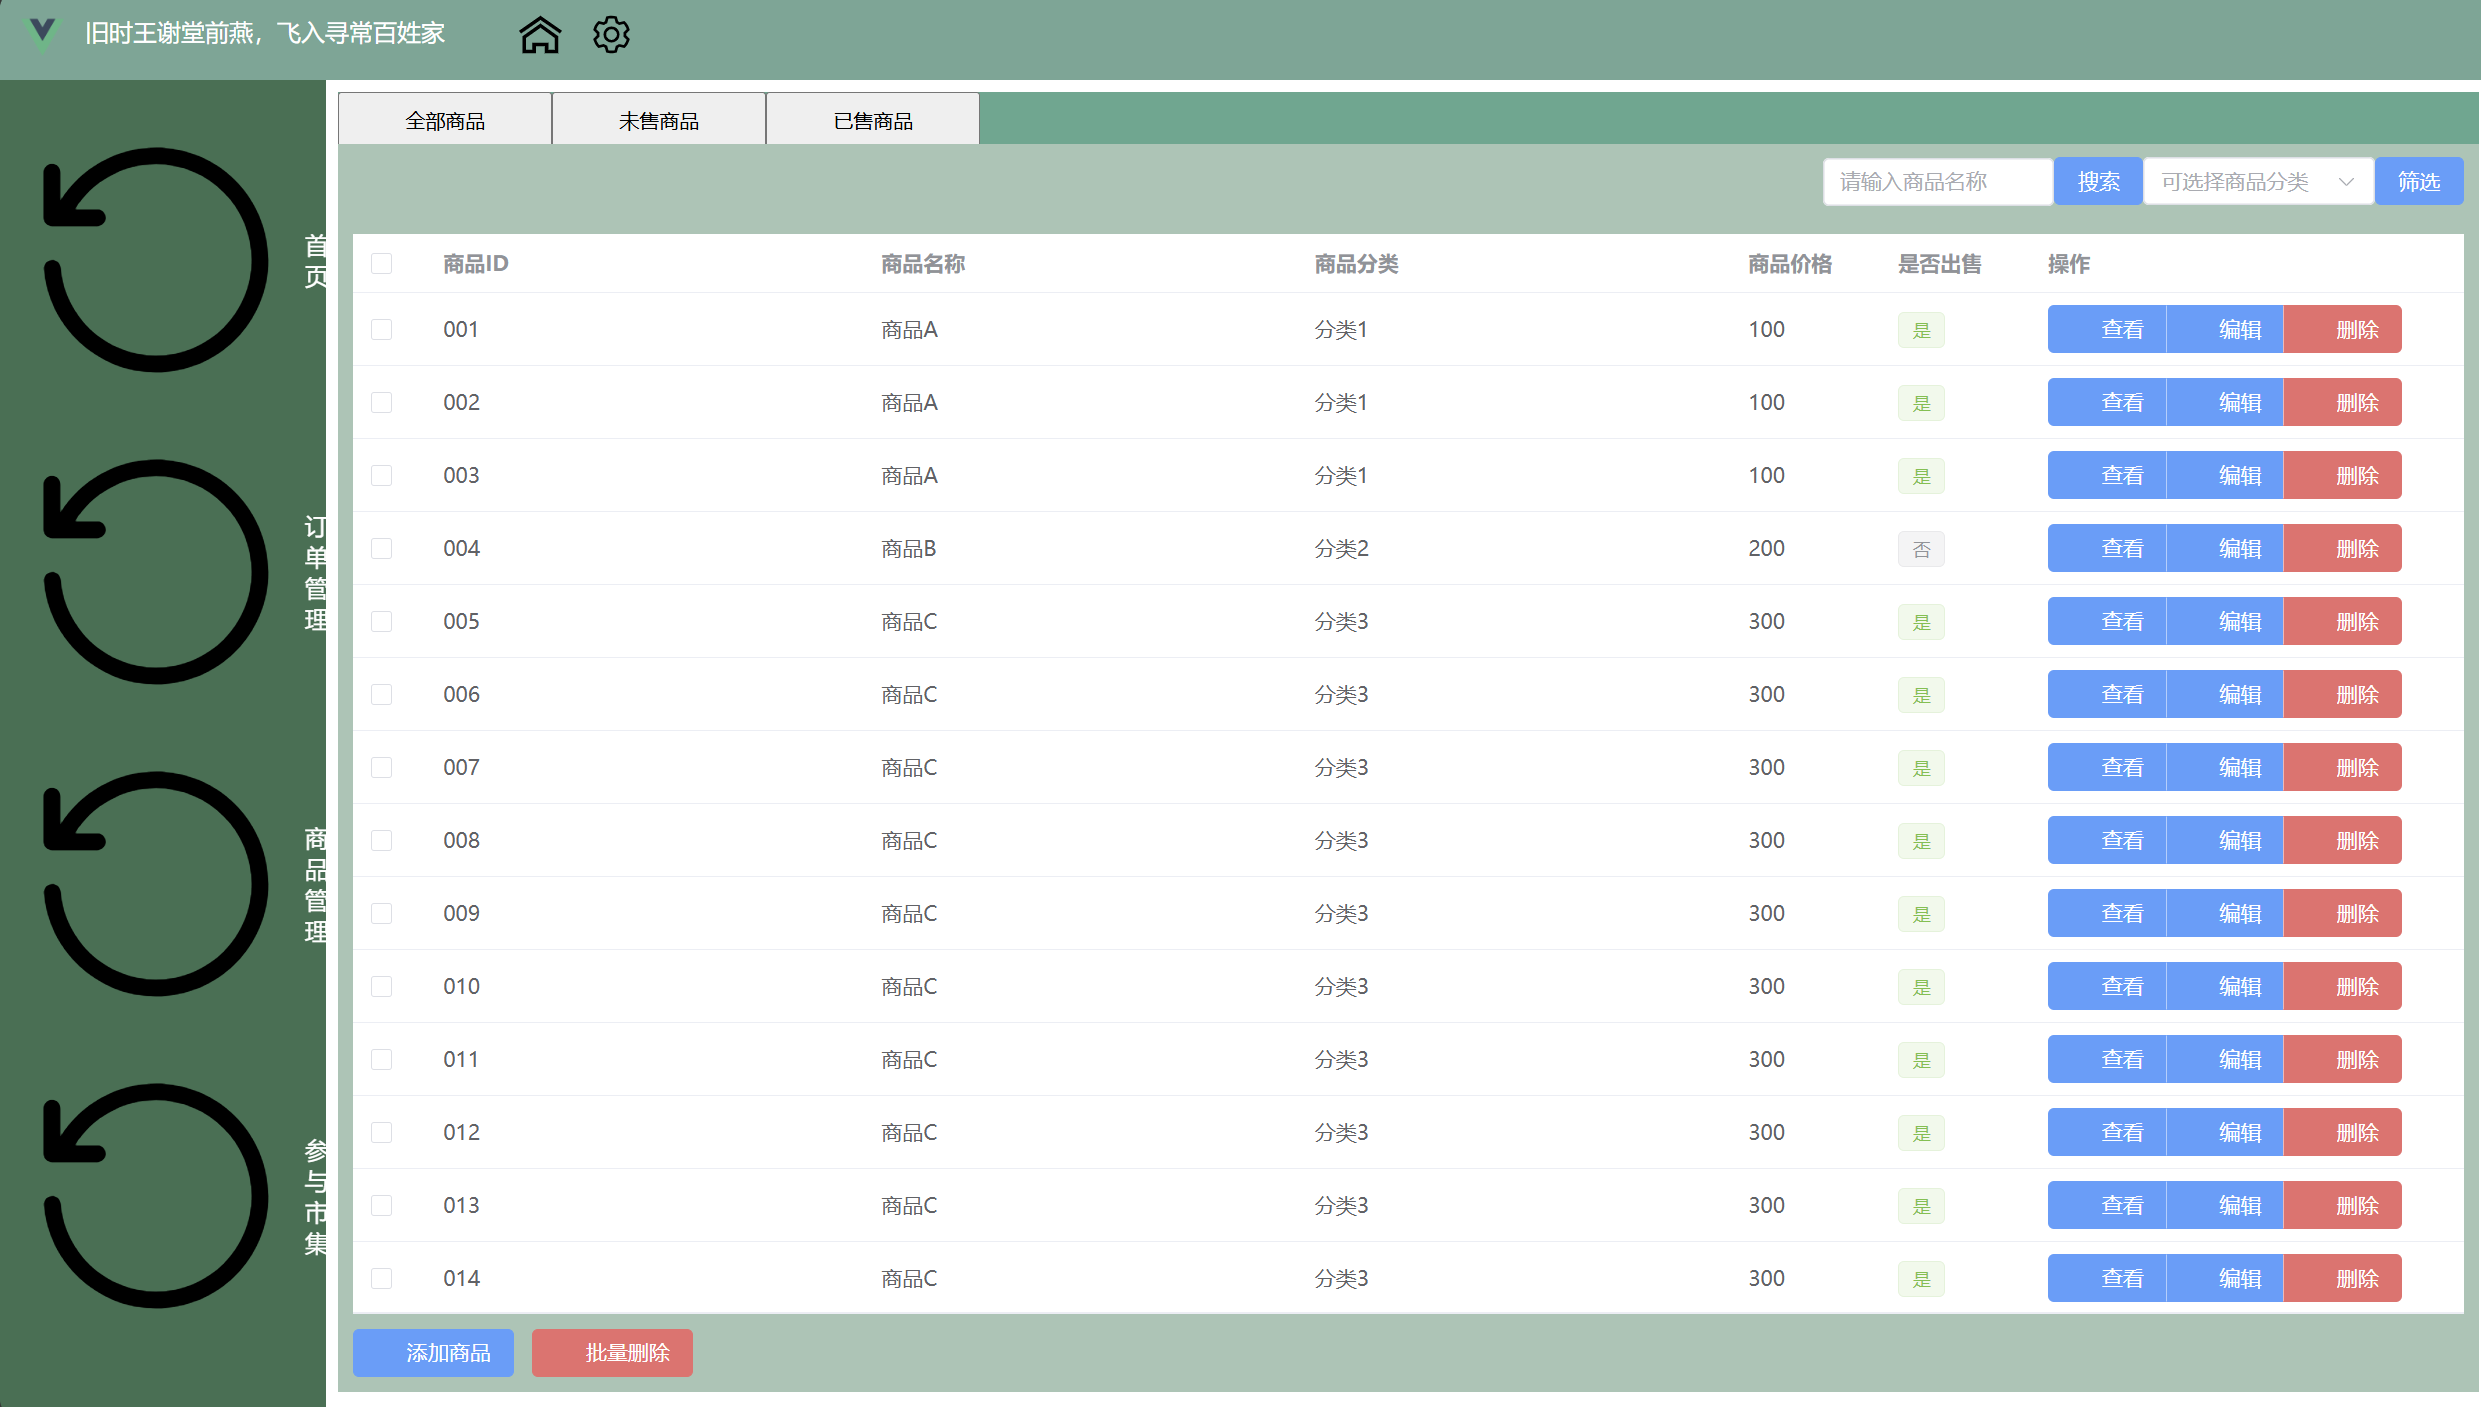 旧时王谢堂前燕，飞入寻常百姓家
首页
订单管理
商品管理
参与市集
全部商品 未售商品 已售商品
请输入商品名称 搜索 可选择商品分类 筛选
商品ID 商品名称 商品分类 商品价格 是否出售 操作
001 商品A 分类1 100 是 查看 编辑 删除
002 商品A 分类1 100 是 查看 编辑 删除
003 商品A 分类1 100 是 查看 编辑 删除
004 商品B 分类2 200 否 查看 编辑 删除
005 商品C 分类3 300 是 查看 编辑 删除
006 商品C 分类3 300 是 查看 编辑 删除
007 商品C 分类3 300 是 查看 编辑 删除
008 商品C 分类3 300 是 查看 编辑 删除
009 商品C 分类3 300 是 查看 编辑 删除
010 商品C 分类3 300 是 查看 编辑 删除
011 商品C 分类3 300 是 查看 编辑 删除
012 商品C 分类3 300 是 查看 编辑 删除
013 商品C 分类3 300 是 查看 编辑 删除
014 商品C 分类3 300 是 查看 编辑 删除
添加商品 批量删除